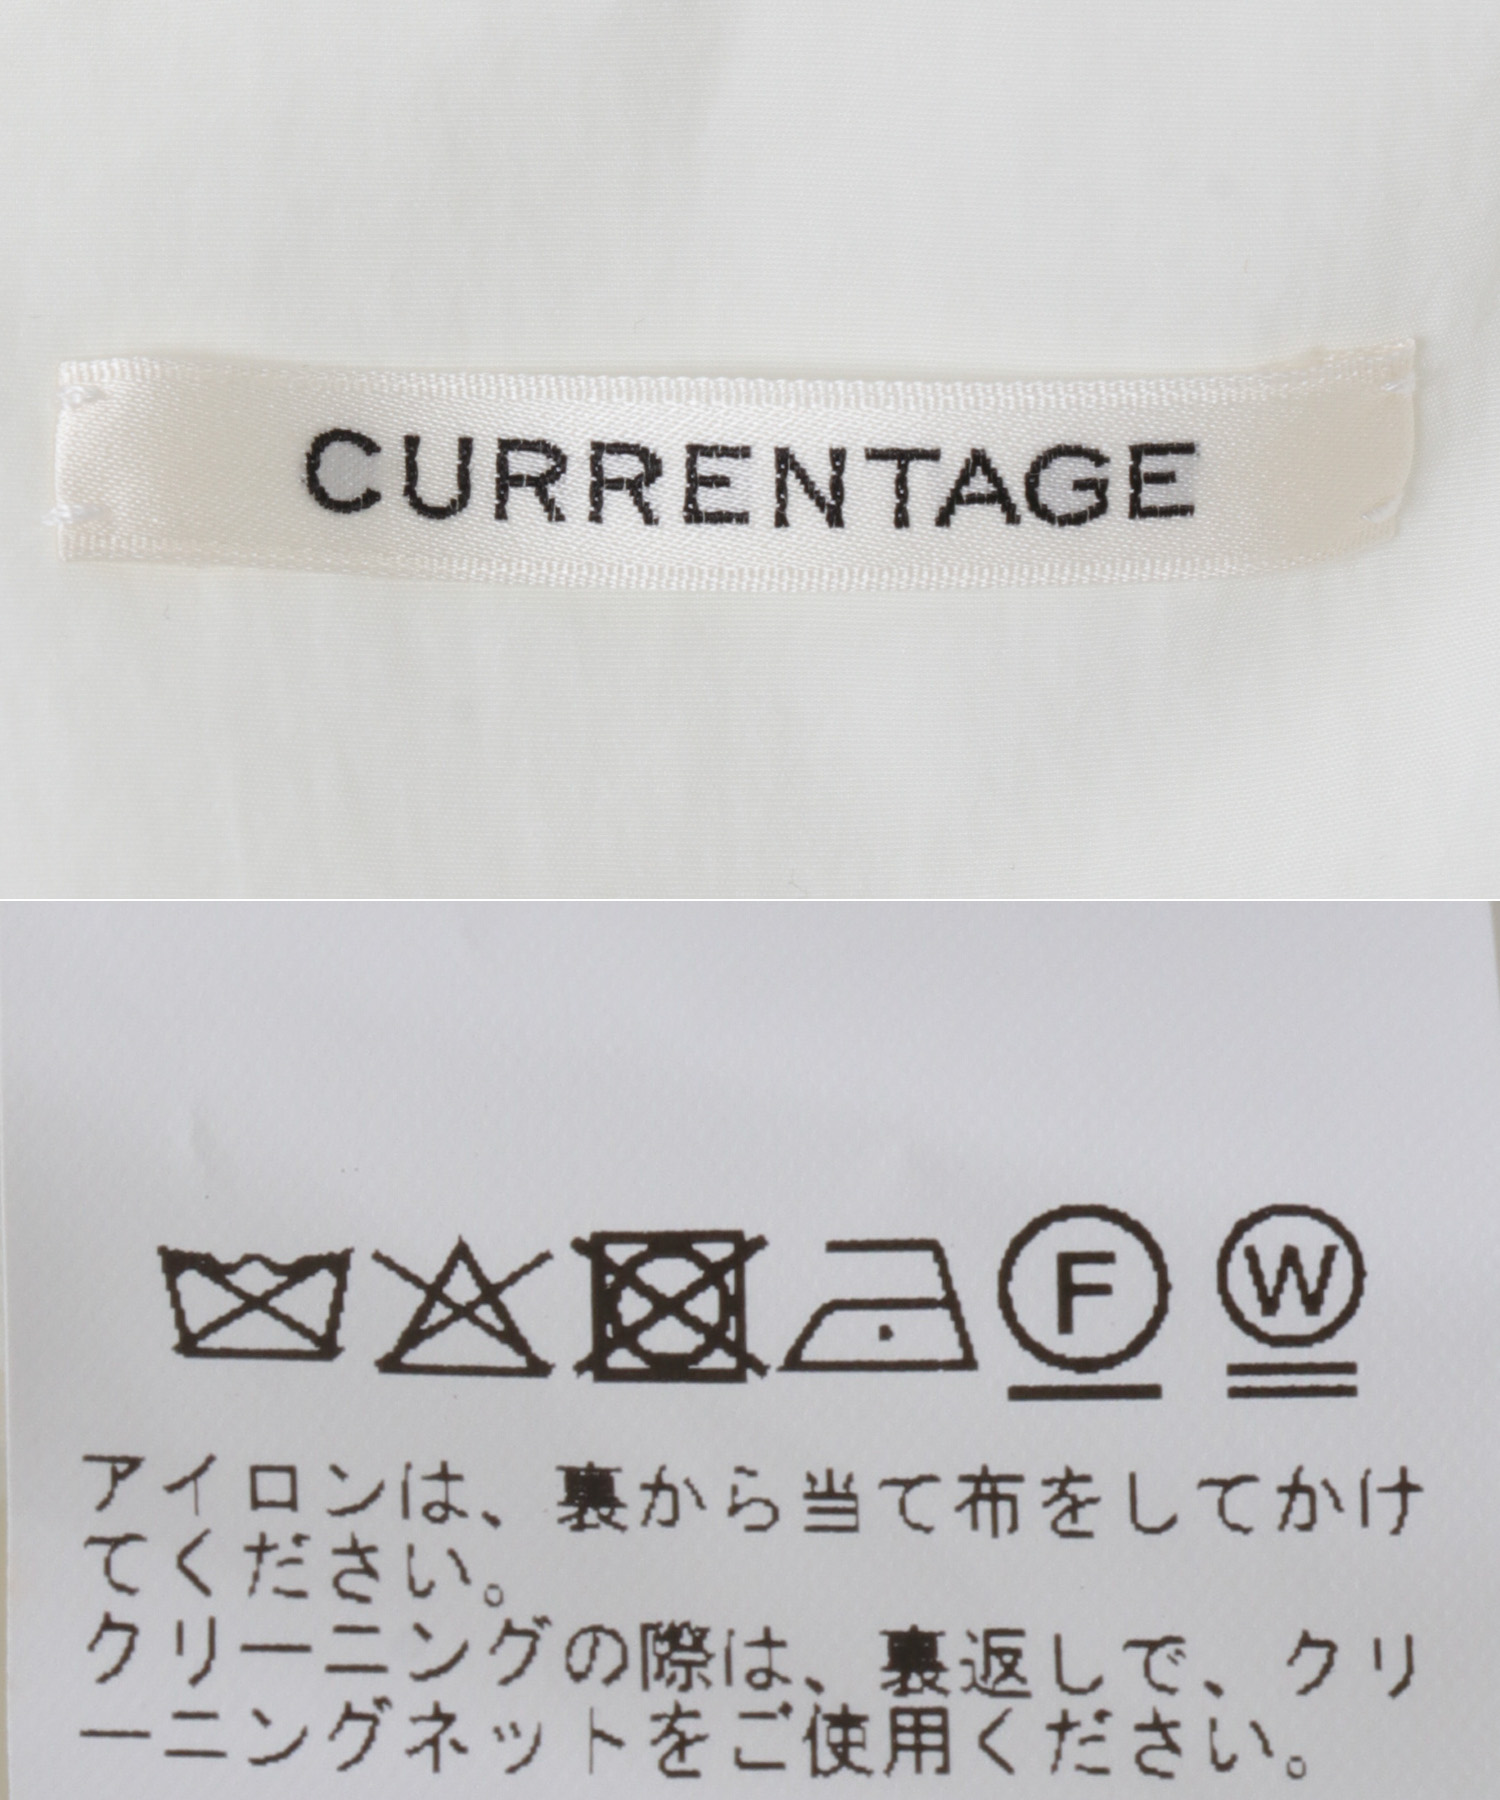 CURRENTAGE
F
W
アイロンは、裏から当て布をしてかけ
てください。
クリーニングの際は、裏返しで、クリ
ーニングネットをご使用ください。